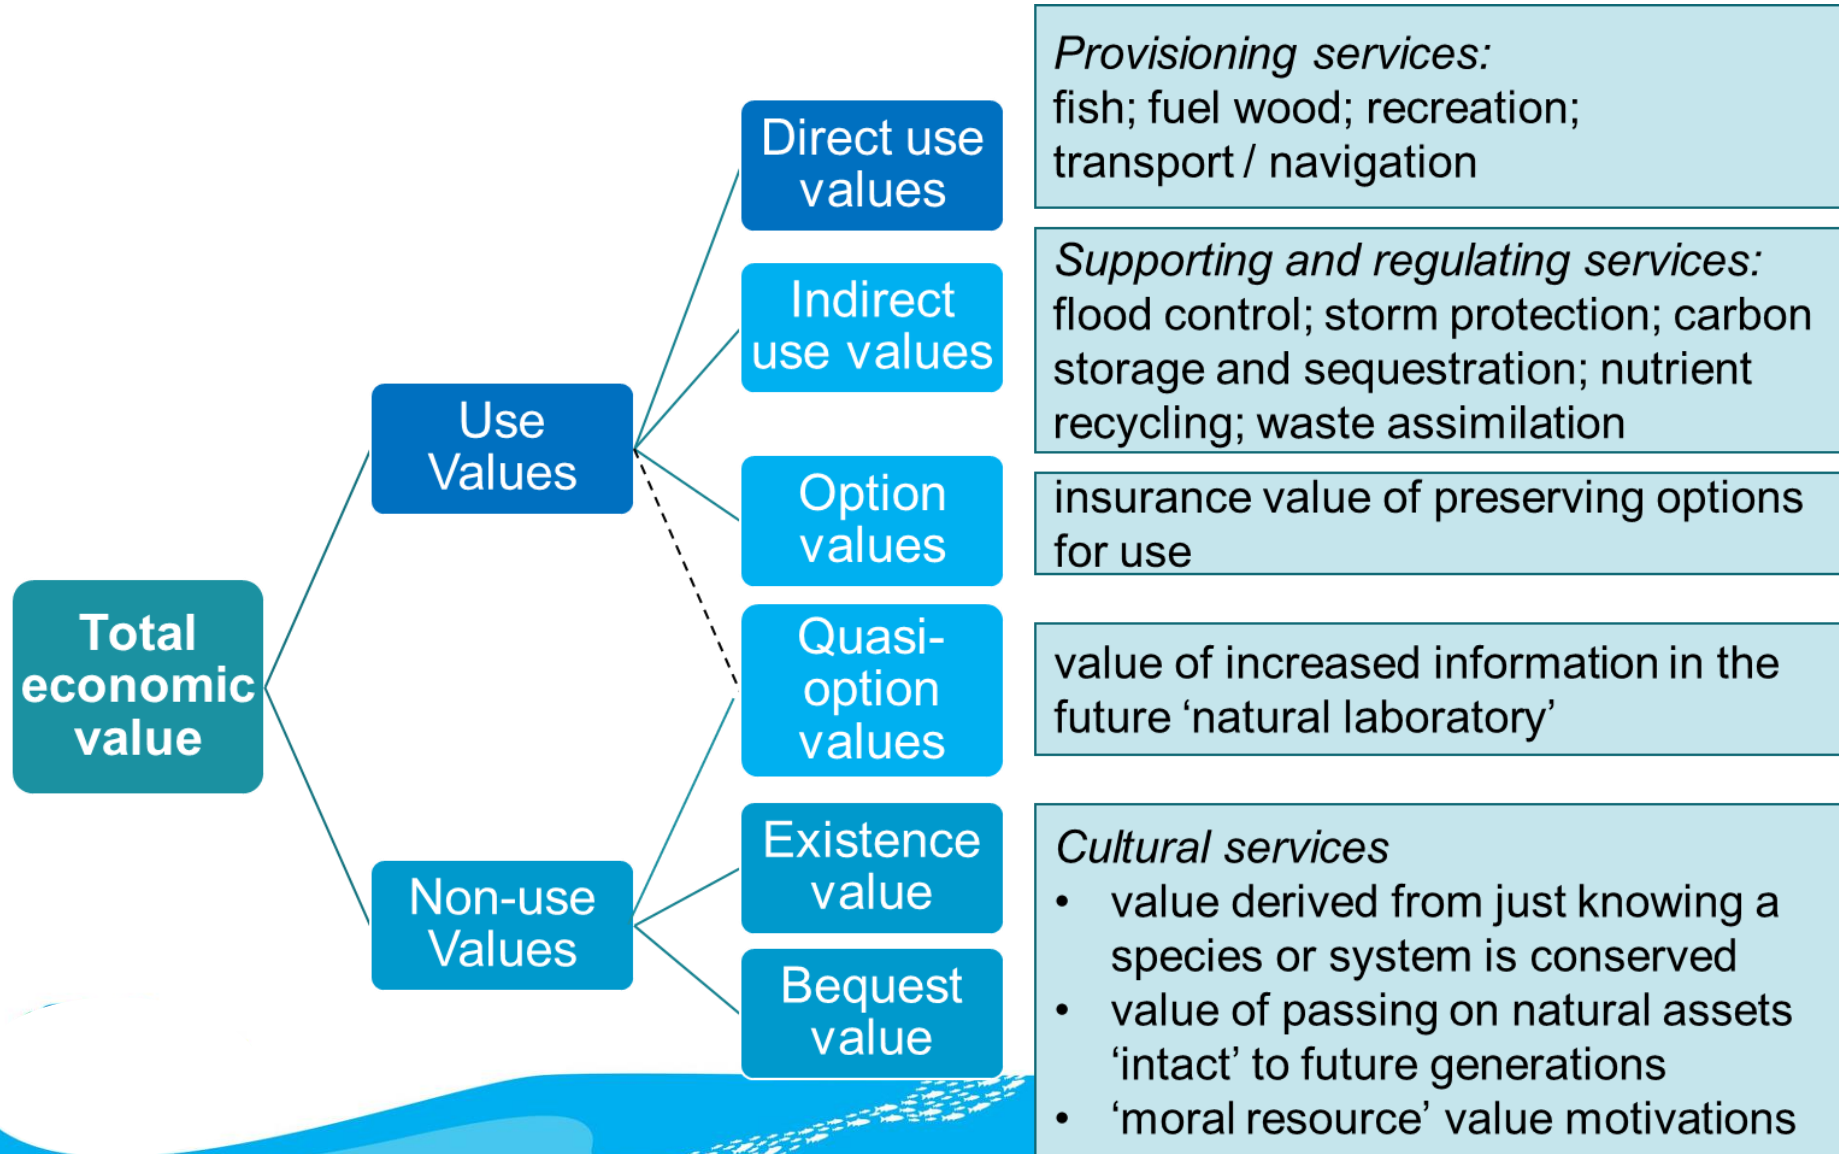 Total
economic
value
Use
Values
Non-use
Values
Direct use
values
Indirect
use values
Option
values
Quasi-
option
values
Existence
value
Bequest
value
Provisioning services:
fish; fuel wood; recreation;
transport / navigation
Supporting and regulating services:
flood control; storm protection; carbon
storage and sequestration; nutrient
recycling; waste assimilation
insurance value of preserving options
for use
value of increased information in the
future ‘natural laboratory’
Cultural services
• value derived from just knowing a
species or system is conserved
• value of passing on natural assets
‘intact’ to future generations
• ‘moral resource’ value motivations